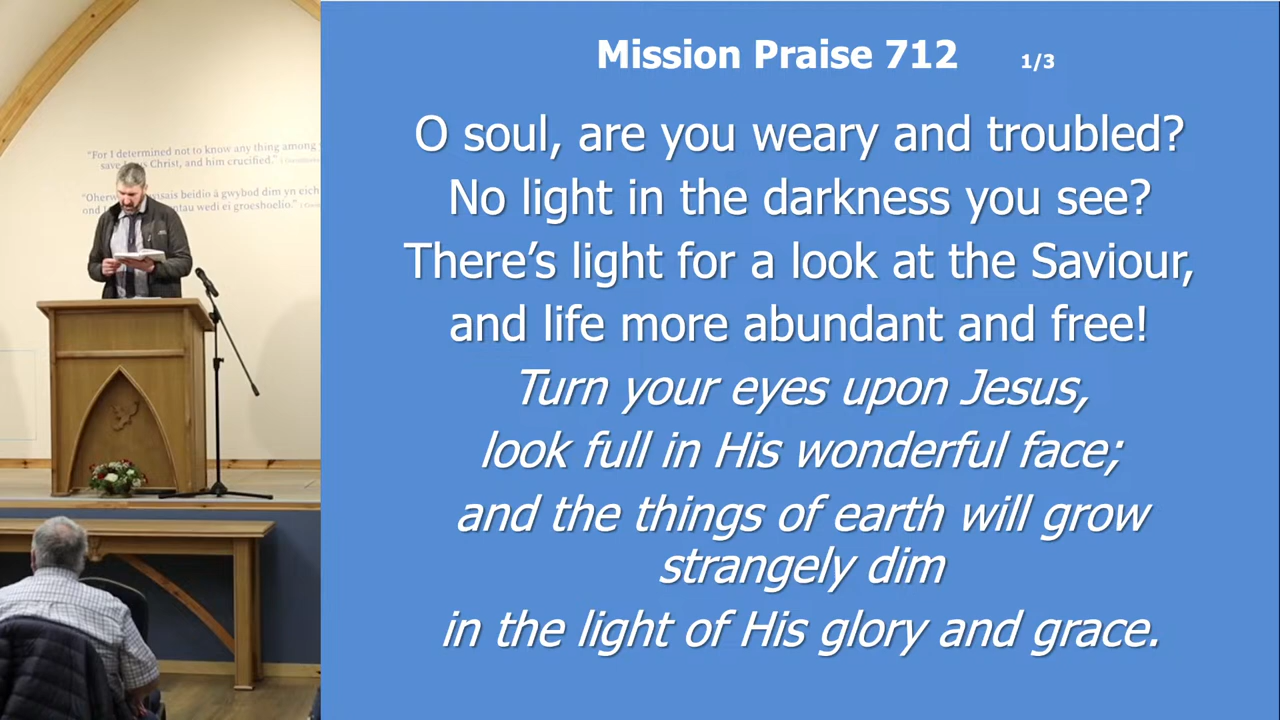 Mission Praise 712 1/3
O soul, are you weary and troubled?
No light in the darkness you see?
There’s light for a look at the Saviour,
and life more abundant and free!
Turn your eyes upon Jesus,
look full in His wonderful face;
and the things of earth will grow
strangely dim
in the light of His glory and grace.
“For I determined not to know any thing among
save Christ, and him crucified.”
beidio â gwybod dim yn eich
ond wedi ei groeshoelio.”